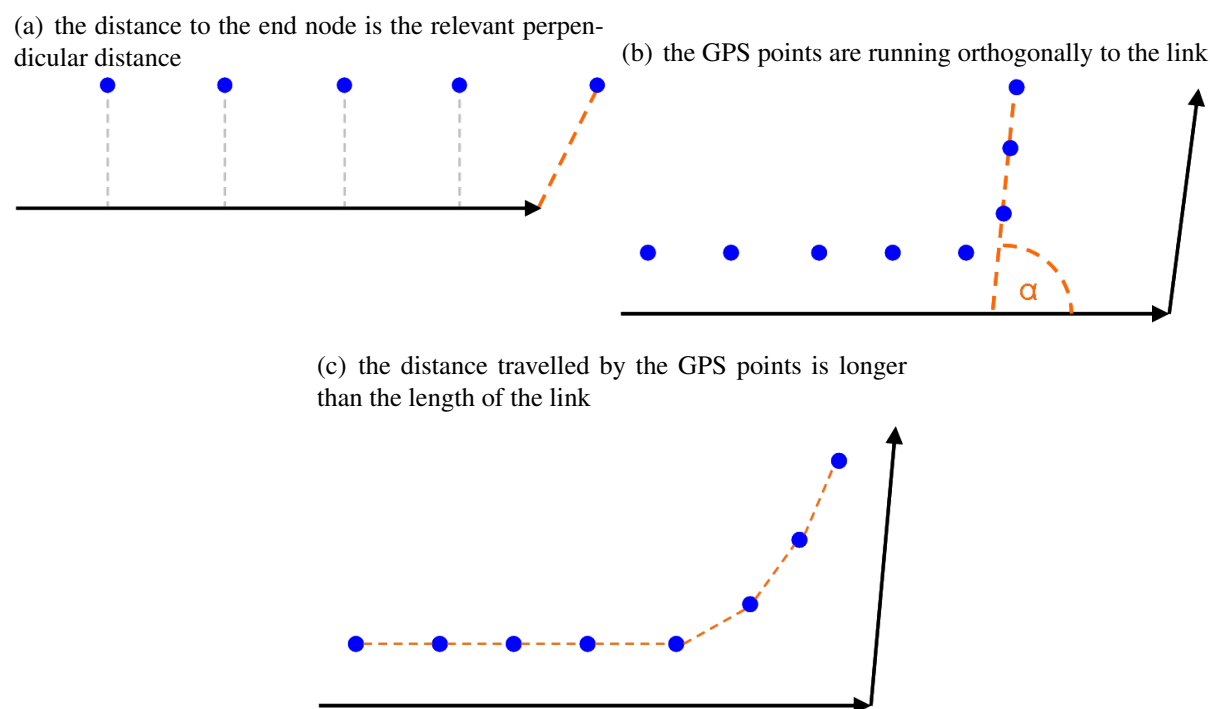 (a) the distance to the end node is the relevant perpen-
dicular distance
(b) the GPS points are running orthogonally to the link
α
(c) the distance travelled by the GPS points is longer
than the length of the link